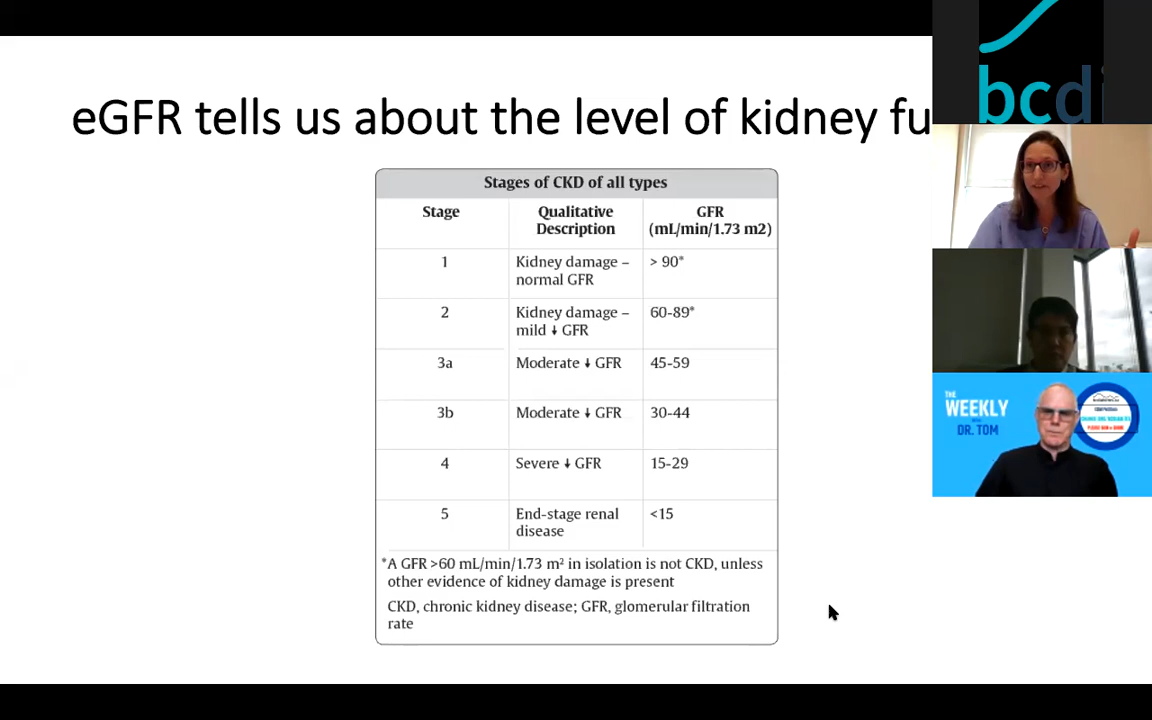 eGFR tells us about the level of kidney fu
bcdi
Stages of CKD of all types
Stage
Qualitative
Description
GFR
(mL/min/1.73 m2)
1
Kidney damage –
normal GFR
> 90*
2
Kidney damage –
mild ↓ GFR
60-89*
3a
Moderate ↓ GFR
45-59
3b
Moderate ↓ GFR
30-44
4
Severe ↓ GFR
15-29
5
End-stage renal
disease
<15
*A GFR >60 mL/min/1.73 m² in isolation is not CKD, unless
other evidence of kidney damage is present
CKD, chronic kidney disease; GFR, glomerular filtration
rate
THE
WEEKLY
DR. TOM